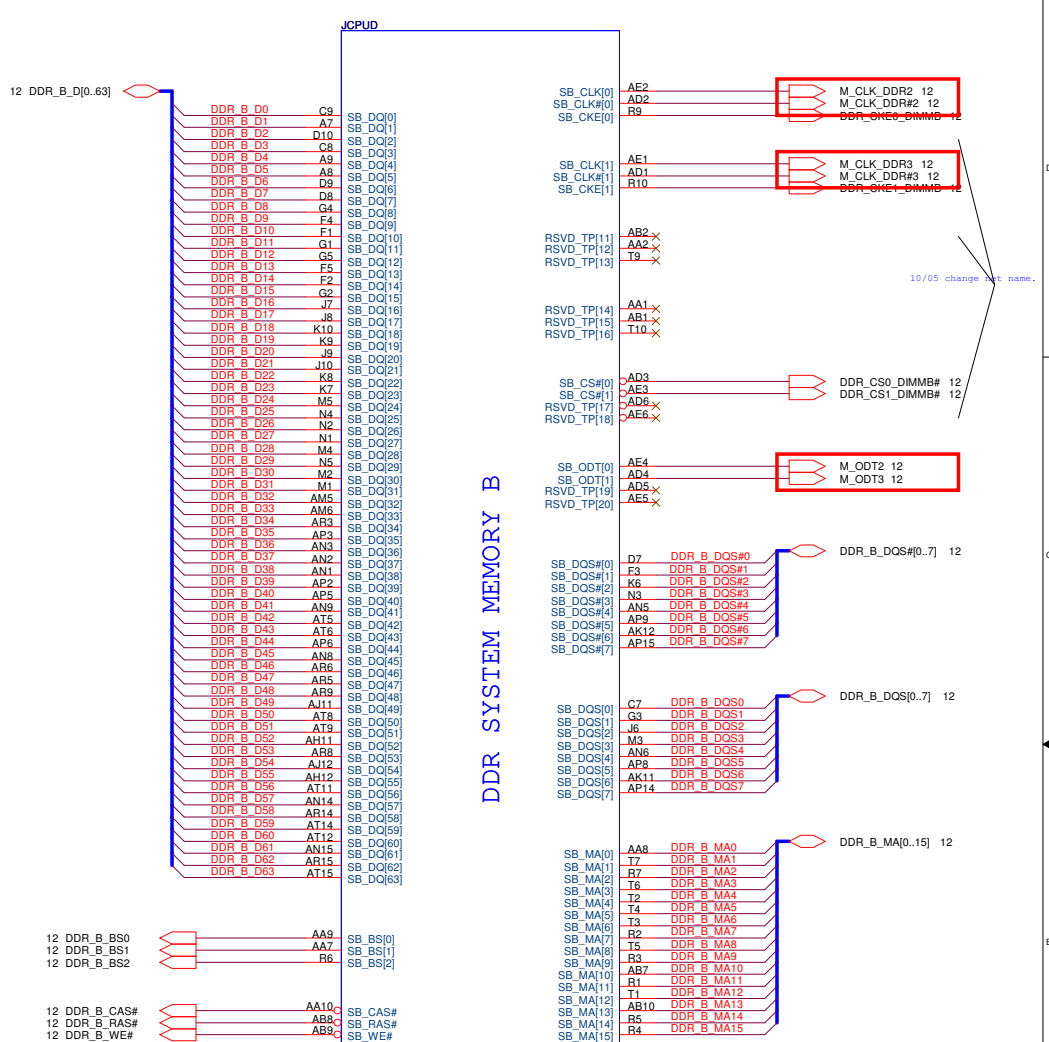 JCPUD
12 DDR_B_D[0..63]
DDR_B_D0 C9 SB_DQ[0]
DDR_B_D1 A7 SB_DQ[1]
DDR_B_D2 D10 SB_DQ[2]
DDR_B_D3 C8 SB_DQ[3]
DDR_B_D4 A9 SB_DQ[4]
DDR_B_D5 A8 SB_DQ[5]
DDR_B_D6 D9 SB_DQ[6]
DDR_B_D7 D8 SB_DQ[7]
DDR_B_D8 G4 SB_DQ[8]
DDR_B_D9 F4 SB_DQ[9]
DDR_B_D10 F1 SB_DQ[10]
DDR_B_D11 G1 SB_DQ[11]
DDR_B_D12 G5 SB_DQ[12]
DDR_B_D13 F5 SB_DQ[13]
DDR_B_D14 F2 SB_DQ[14]
DDR_B_D15 G2 SB_DQ[15]
DDR_B_D16 J7 SB_DQ[16]
DDR_B_D17 J8 SB_DQ[17]
DDR_B_D18 K10 SB_DQ[18]
DDR_B_D19 K9 SB_DQ[19]
DDR_B_D20 J9 SB_DQ[20]
DDR_B_D21 J10 SB_DQ[21]
DDR_B_D22 K8 SB_DQ[22]
DDR_B_D23 K7 SB_DQ[23]
DDR_B_D24 M5 SB_DQ[24]
DDR_B_D25 N4 SB_DQ[25]
DDR_B_D26 N2 SB_DQ[26]
DDR_B_D27 N1 SB_DQ[27]
DDR_B_D28 M4 SB_DQ[28]
DDR_B_D29 N5 SB_DQ[29]
DDR_B_D30 M2 SB_DQ[30]
DDR_B_D31 M1 SB_DQ[31]
DDR_B_D32 AM5 SB_DQ[32]
DDR_B_D33 AM6 SB_DQ[33]
DDR_B_D34 AR3 SB_DQ[34]
DDR_B_D35 AP3 SB_DQ[35]
DDR_B_D36 AN3 SB_DQ[36]
DDR_B_D37 AN2 SB_DQ[37]
DDR_B_D38 AN1 SB_DQ[38]
DDR_B_D39 AP2 SB_DQ[39]
DDR_B_D40 AP5 SB_DQ[40]
DDR_B_D41 AN9 SB_DQ[41]
DDR_B_D42 AT5 SB_DQ[42]
DDR_B_D43 AT6 SB_DQ[43]
DDR_B_D44 AP6 SB_DQ[44]
DDR_B_D45 AN8 SB_DQ[45]
DDR_B_D46 AR6 SB_DQ[46]
DDR_B_D47 AR5 SB_DQ[47]
DDR_B_D48 AR9 SB_DQ[48]
DDR_B_D49 AJ11 SB_DQ[49]
DDR_B_D50 AT8 SB_DQ[50]
DDR_B_D51 AT9 SB_DQ[51]
DDR_B_D52 AH11 SB_DQ[52]
DDR_B_D53 AR8 SB_DQ[53]
DDR_B_D54 AJ12 SB_DQ[54]
DDR_B_D55 AH12 SB_DQ[55]
DDR_B_D56 AT11 SB_DQ[56]
DDR_B_D57 AN14 SB_DQ[57]
DDR_B_D58 AR14 SB_DQ[58]
DDR_B_D59 AT14 SB_DQ[59]
DDR_B_D60 AT12 SB_DQ[60]
DDR_B_D61 AN15 SB_DQ[61]
DDR_B_D62 AR15 SB_DQ[62]
DDR_B_D63 AT15 SB_DQ[63]
12 DDR_B_BS0 AA9 SB_BS[0]
12 DDR_B_BS1 AA7 SB_BS[1]
12 DDR_B_BS2 R6 SB_BS[2]
12 DDR_B_CAS# AA10 SB_CAS#
12 DDR_B_RAS# AB8 SB_RAS#
12 DDR_B_WE# AB9 SB_WE#
DDR SYSTEM MEMORY B
SB_CLK[0] AE2 M_CLK_DDR2 12
SB_CLK#[0] AD2 M_CLK_DDR#2 12
SB_CKE[0] R9 DDR_CKE0_DIMMB 12
SB_CLK[1] AE1 M_CLK_DDR3 12
SB_CLK#[1] AD1 M_CLK_DDR#3 12
SB_CKE[1] R10 DDR_CKE1_DIMMB 12
RSVD_TP[11] AB2
RSVD_TP[12] AA2
RSVD_TP[13] T9
10/05 change net name.
RSVD_TP[14] AA1
RSVD_TP[15] AB1
RSVD_TP[16] T10
SB_CS#[0] AD3 DDR_CS0_DIMMB# 12
SB_CS#[1] AE3 DDR_CS1_DIMMB# 12
RSVD_TP[17] AD6
RSVD_TP[18] AE6
SB_ODT[0] AE4 M_ODT2 12
SB_ODT[1] AD4 M_ODT3 12
RSVD_TP[19] AD5
RSVD_TP[20] AE5
DDR_B_DQS#[0..7] 12
SB_DQS#[0] D7 DDR_B_DQS#0
SB_DQS#[1] F3 DDR_B_DQS#1
SB_DQS#[2] K6 DDR_B_DQS#2
SB_DQS#[3] N3 DDR_B_DQS#3
SB_DQS#[4] AN5 DDR_B_DQS#4
SB_DQS#[5] AP9 DDR_B_DQS#5
SB_DQS#[6] AK12 DDR_B_DQS#6
SB_DQS#[7] AP15 DDR_B_DQS#7
DDR_B_DQS[0..7] 12
SB_DQS[0] C7 DDR_B_DQS0
SB_DQS[1] G3 DDR_B_DQS1
SB_DQS[2] J6 DDR_B_DQS2
SB_DQS[3] M3 DDR_B_DQS3
SB_DQS[4] AN6 DDR_B_DQS4
SB_DQS[5] AP8 DDR_B_DQS5
SB_DQS[6] AK11 DDR_B_DQS6
SB_DQS[7] AP14 DDR_B_DQS7
DDR_B_MA[0..15] 12
SB_MA[0] AA8 DDR_B_MA0
SB_MA[1] T7 DDR_B_MA1
SB_MA[2] R7 DDR_B_MA2
SB_MA[3] T6 DDR_B_MA3
SB_MA[4] T2 DDR_B_MA4
SB_MA[5] T4 DDR_B_MA5
SB_MA[6] T3 DDR_B_MA6
SB_MA[7] R2 DDR_B_MA7
SB_MA[8] T5 DDR_B_MA8
SB_MA[9] R3 DDR_B_MA9
SB_MA[10] AB7 DDR_B_MA10
SB_MA[11] R1 DDR_B_MA11
SB_MA[12] T1 DDR_B_MA12
SB_MA[13] AB10 DDR_B_MA13
SB_MA[14] R5 DDR_B_MA14
SB_MA[15] R4 DDR_B_MA15